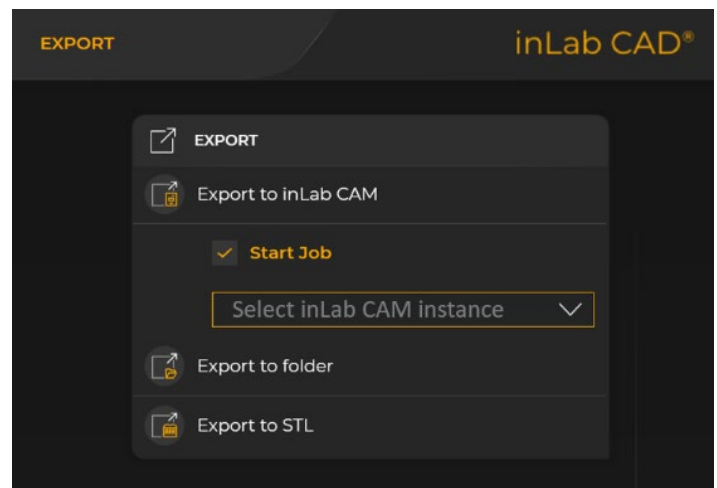 EXPORT
inLab CAD®
EXPORT
Export to inLab CAM
Start Job
Select inLab CAM instance
Export to folder
Export to STL